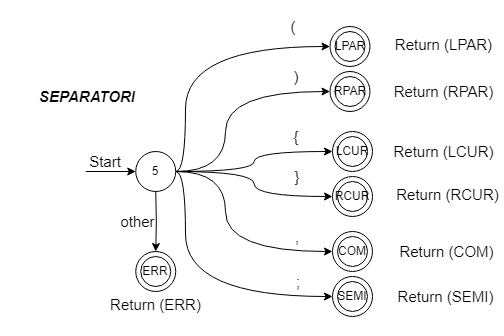 (
LPAR Return (LPAR)
)
RPAR Return (RPAR)
SEPARATORI
{
LCUR Return (LCUR)
Start 5
}
RCUR Return (RCUR)
other
,
COM Return (COM)
ERR
;
SEMI Return (SEMI)
Return (ERR)